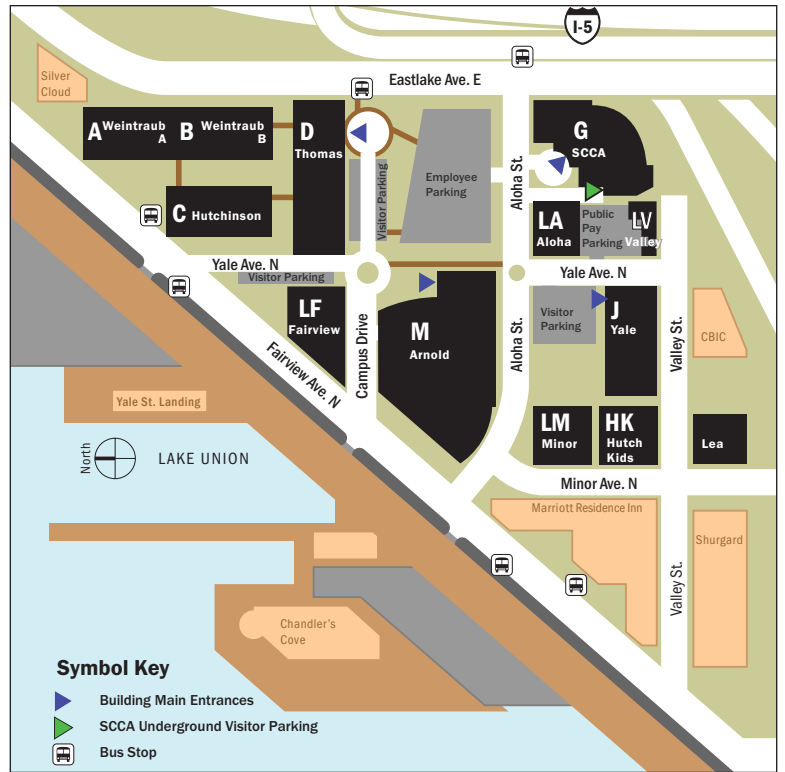 I-5
Eastlake Ave. E
Silver
Cloud
A Weintraub
A
B Weintraub
B
D
Thomas
C Hutchinson
Visitor Parking
Employee
Parking
Aloha St.
G
SCCA
LA
Aloha
Public
Pay
Parking
LV
Valley
Yale Ave. N
Visitor Parking
Yale Ave. N
LF
Fairview
Campus Drive
M
Arnold
Aloha St.
Visitor
Parking
J
Yale
Valley St.
CBIC
Fairview Ave. N
Yale St. Landing
LM
Minor
HK
Hutch
Kids
Lea
North
LAKE UNION
Minor Ave. N
Marriott Residence Inn
Shurgard
Valley St.
Chandler's
Cove
Symbol Key
Building Main Entrances
SCCA Underground Visitor Parking
Bus Stop